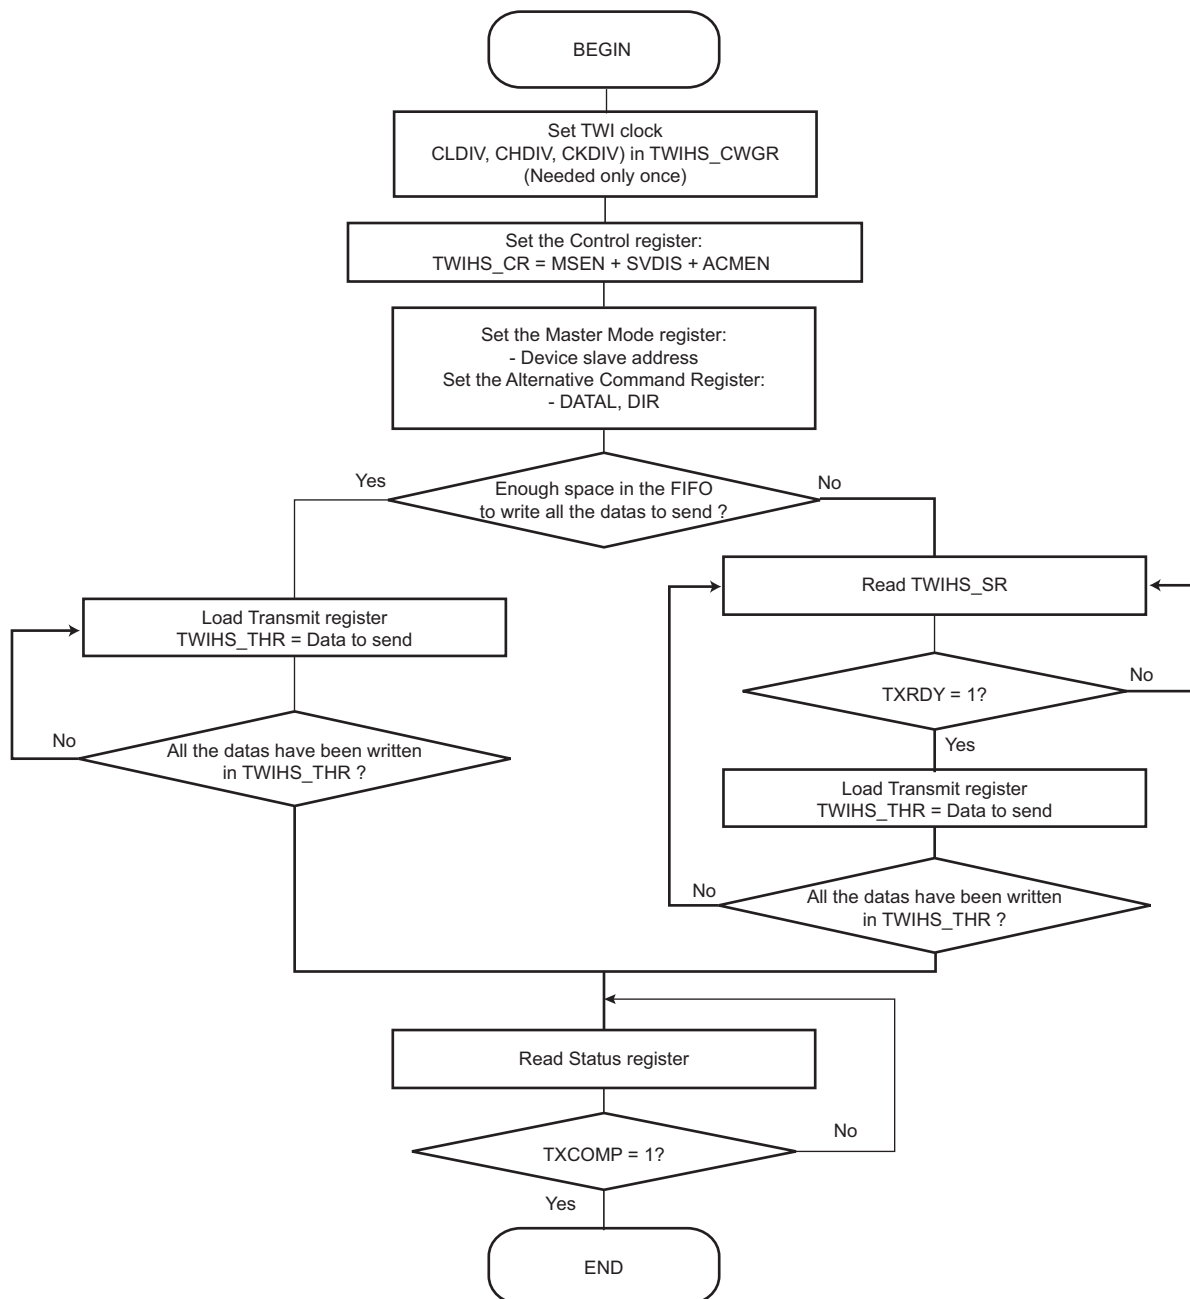 BEGIN
Set TWI clock
CLDIV, CHDIV, CKDIV) in TWIHS_CWGR
(Needed only once)
Set the Control register:
TWIHS_CR = MSEN + SVDIS + ACMEN
Set the Master Mode register:
- Device slave address
Set the Alternative Command Register:
- DATAL, DIR
Yes
Enough space in the FIFO
to write all the datas to send ?
No
Load Transmit register
TWIHS_THR = Data to send
No
All the datas have been written
in TWIHS_THR ?
Read TWIHS_SR
TXRDY = 1?
No
Yes
Load Transmit register
TWIHS_THR = Data to send
No
All the datas have been written
in TWIHS_THR ?
Read Status register
TXCOMP = 1?
No
Yes
END